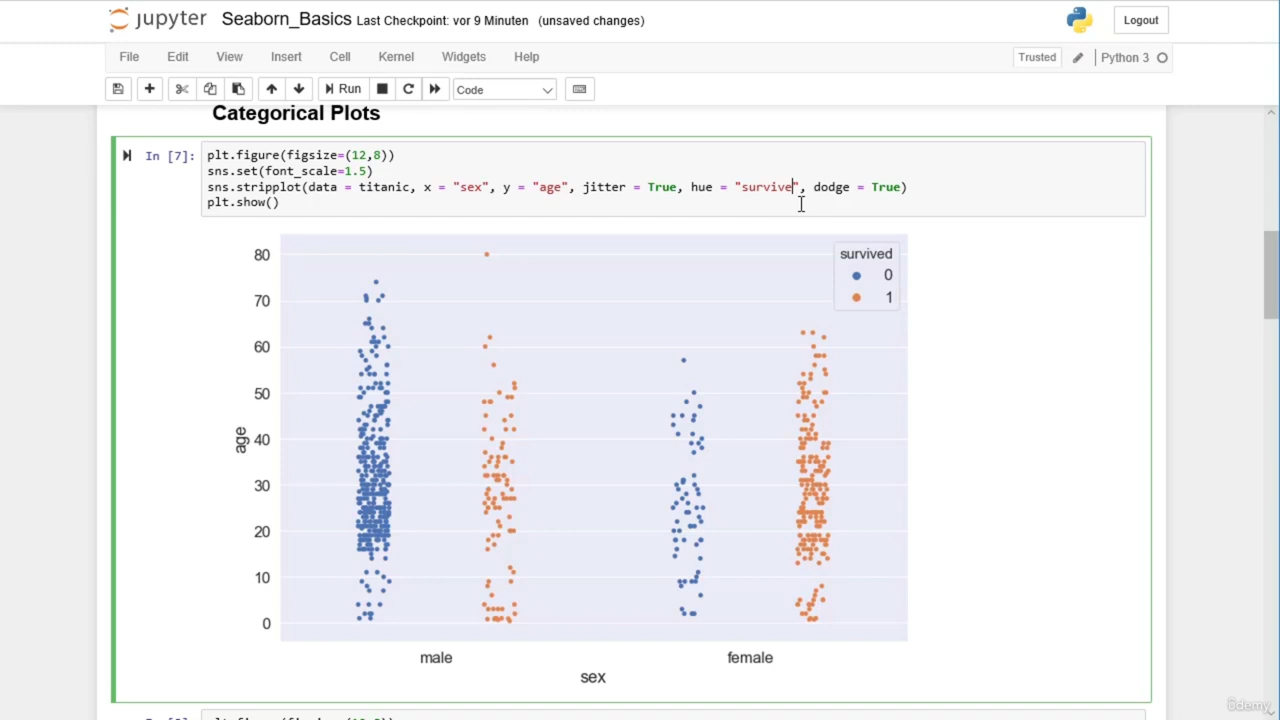 jupyter Seaborn_Basics Last Checkpoint: vor 9 Minuten (unsaved changes) Logout
File Edit View Insert Cell Kernel Widgets Help Trusted Python 3
Run Code
Categorical Plots
In [7]: plt.figure(figsize=(12,8))
sns.set(font_scale=1.5)
sns.stripplot(data = titanic, x = "sex", y = "age", jitter = True, hue = "survive", dodge = True)
plt.show()
survived
0
1
80
70
60
50
40
30
20
10
0
age
male female
sex
Udemy